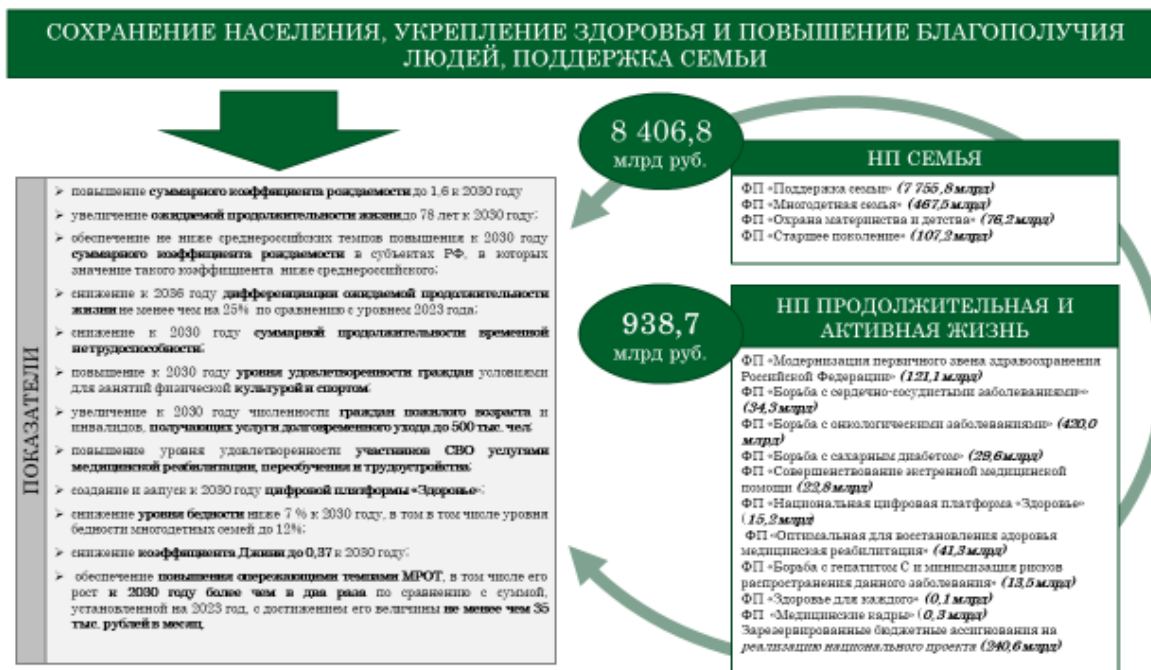 СОХРАНЕНИЕ НАСЕЛЕНИЯ, УКРЕПЛЕНИЕ ЗДОРОВЬЯ И ПОВЫШЕНИЕ БЛАГОПОЛУЧИЯ
ЛЮДЕЙ, ПОДДЕРЖКА СЕМЬИ
ПОКАЗАТЕЛИ
➢ повышение суммарного коэффициента рождаемости до 1,6 к 2030 году
➢ увеличение ожидаемой продолжительности жизни до 78 лет к 2030 году;
➢ обеспечение не ниже среднероссийских темпов повышения к 2030 году
суммарного коэффициента рождаемости в субъектах РФ, в которых
значение такого коэффициента ниже среднероссийского;
➢ снижение к 2036 году дифференциации ожидаемой продолжительности
жизни не менее чем на 25% по сравнению с уровнем 2023 года;
➢ снижение к 2030 году суммарной продолжительности временной
нетрудоспособности;
➢ повышение к 2030 году уровня удовлетворенности граждан условиями
для занятий физической культурой и спортом;
➢ увеличение к 2030 году численности граждан пожилого возраста и
инвалидов, получающих услуги долговременного ухода до 500 тыс. чел;
➢ повышение уровня удовлетворенности участников СВО услугами
медицинской реабилитации, переобучения и трудоустройства;
➢ создание и запуск к 2030 году цифровой платформы «Здоровье»;
➢ снижение уровня бедности ниже 7 % к 2030 году, в том в том числе уровня
бедности многодетных семей до 12%;
➢ снижение коэффициента Джини до 0,37 к 2030 году;
➢ обеспечение повышения опережающими темпами МРОТ, в том числе его
рост к 2030 году более чем в два раза по сравнению с суммой,
установленной на 2023 год, с достижением его величины не менее чем 35
тыс. рублей в месяц.
8 406,8
млрд руб.
НП СЕМЬЯ
ФП «Поддержка семьи» (7 755,8 млрд)
ФП «Многодетная семья» (467,5 млрд)
ФП «Охрана материнства и детства» (76,2 млрд)
ФП «Старшее поколение» (107,2 млрд)
938,7
млрд руб.
НП ПРОДОЛЖИТЕЛЬНАЯ И
АКТИВНАЯ ЖИЗНЬ
ФП «Модернизация первичного звена здравоохранения
Российской Федерации» (121,1 млрд)
ФП «Борьба с сердечно-сосудистыми заболеваниями»
(34,3 млрд)
ФП «Борьба с онкологическими заболеваниями» (420,0
млрд)
ФП «Борьба с сахарным диабетом» (29,6 млрд)
ФП «Совершенствование экстренной медицинской
помощи (22,8 млрд)
ФП «Национальная цифровая платформа «Здоровье»
(15,2 млрд)
ФП «Оптимальная для восстановления здоровья
медицинская реабилитация» (41,3 млрд)
ФП «Борьба с гепатитом С и минимизация рисков
распространения данного заболевания» (13,5 млрд)
ФП «Здоровье для каждого» (0,1 млрд)
ФП «Медицинские кадры» (0,3 млрд)
Зарезервированные бюджетные ассигнования на
реализацию национального проекта (240,6 млрд)